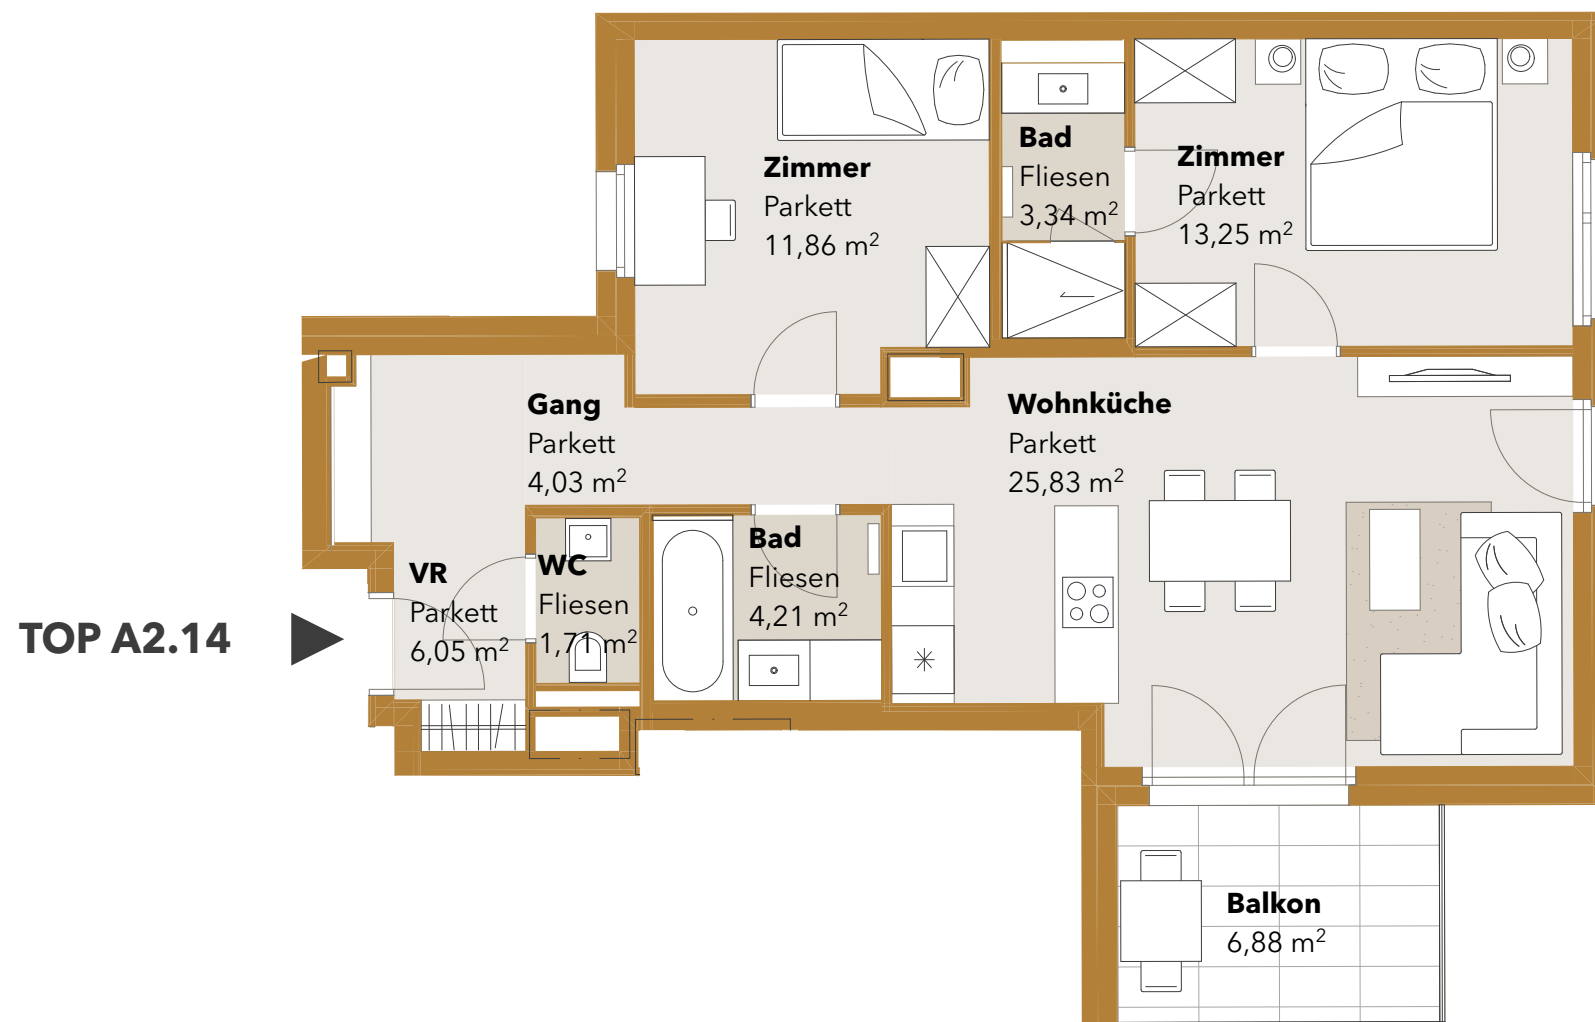 Zimmer
Parkett
11,86 m²
Bad
Fliesen
3,34 m²
Zimmer
Parkett
13,25 m²
Gang
Parkett
4,03 m²
Wohnküche
Parkett
25,83 m²
VR
Parkett
6,05 m²
WC
Fliesen
1,71 m²
Bad
Fliesen
4,21 m²
TOP A2.14
Balkon
6,88 m²